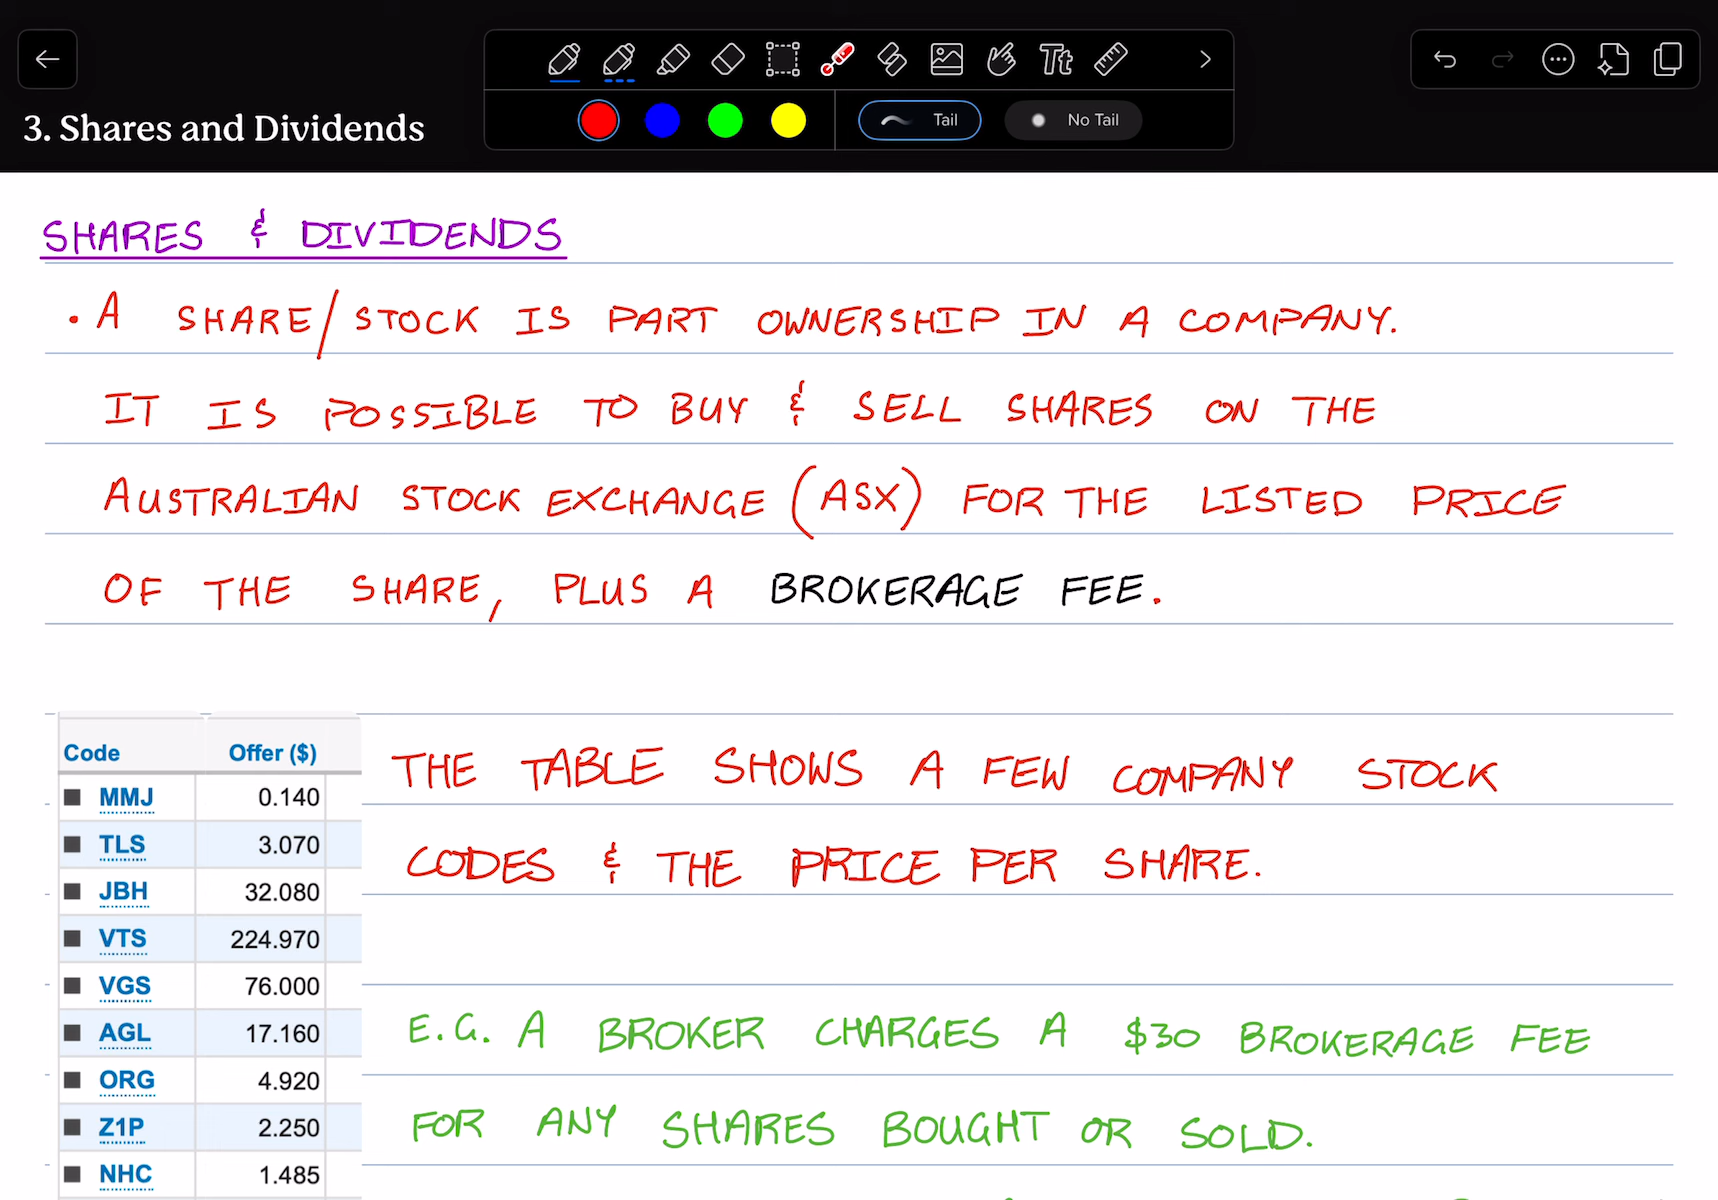 3. Shares and Dividends
Tt
Tail
No Tail
SHARES & DIVIDENDS
• A SHARE/STOCK IS PART OWNERSHIP IN A COMPANY.
IT IS POSSIBLE TO BUY & SELL SHARES ON THE
AUSTRALIAN STOCK EXCHANGE (ASX) FOR THE LISTED PRICE
OF THE SHARE, PLUS A BROKERAGE FEE.
Code Offer ($)
MMJ 0.140
TLS 3.070
JBH 32.080
VTS 224.970
VGS 76.000
AGL 17.160
ORG 4.920
Z1P 2.250
NHC 1.485
THE TABLE SHOWS A FEW COMPANY STOCK
CODES & THE PRICE PER SHARE.
E.G. A BROKER CHARGES A $30 BROKERAGE FEE
FOR ANY SHARES BOUGHT OR SOLD.